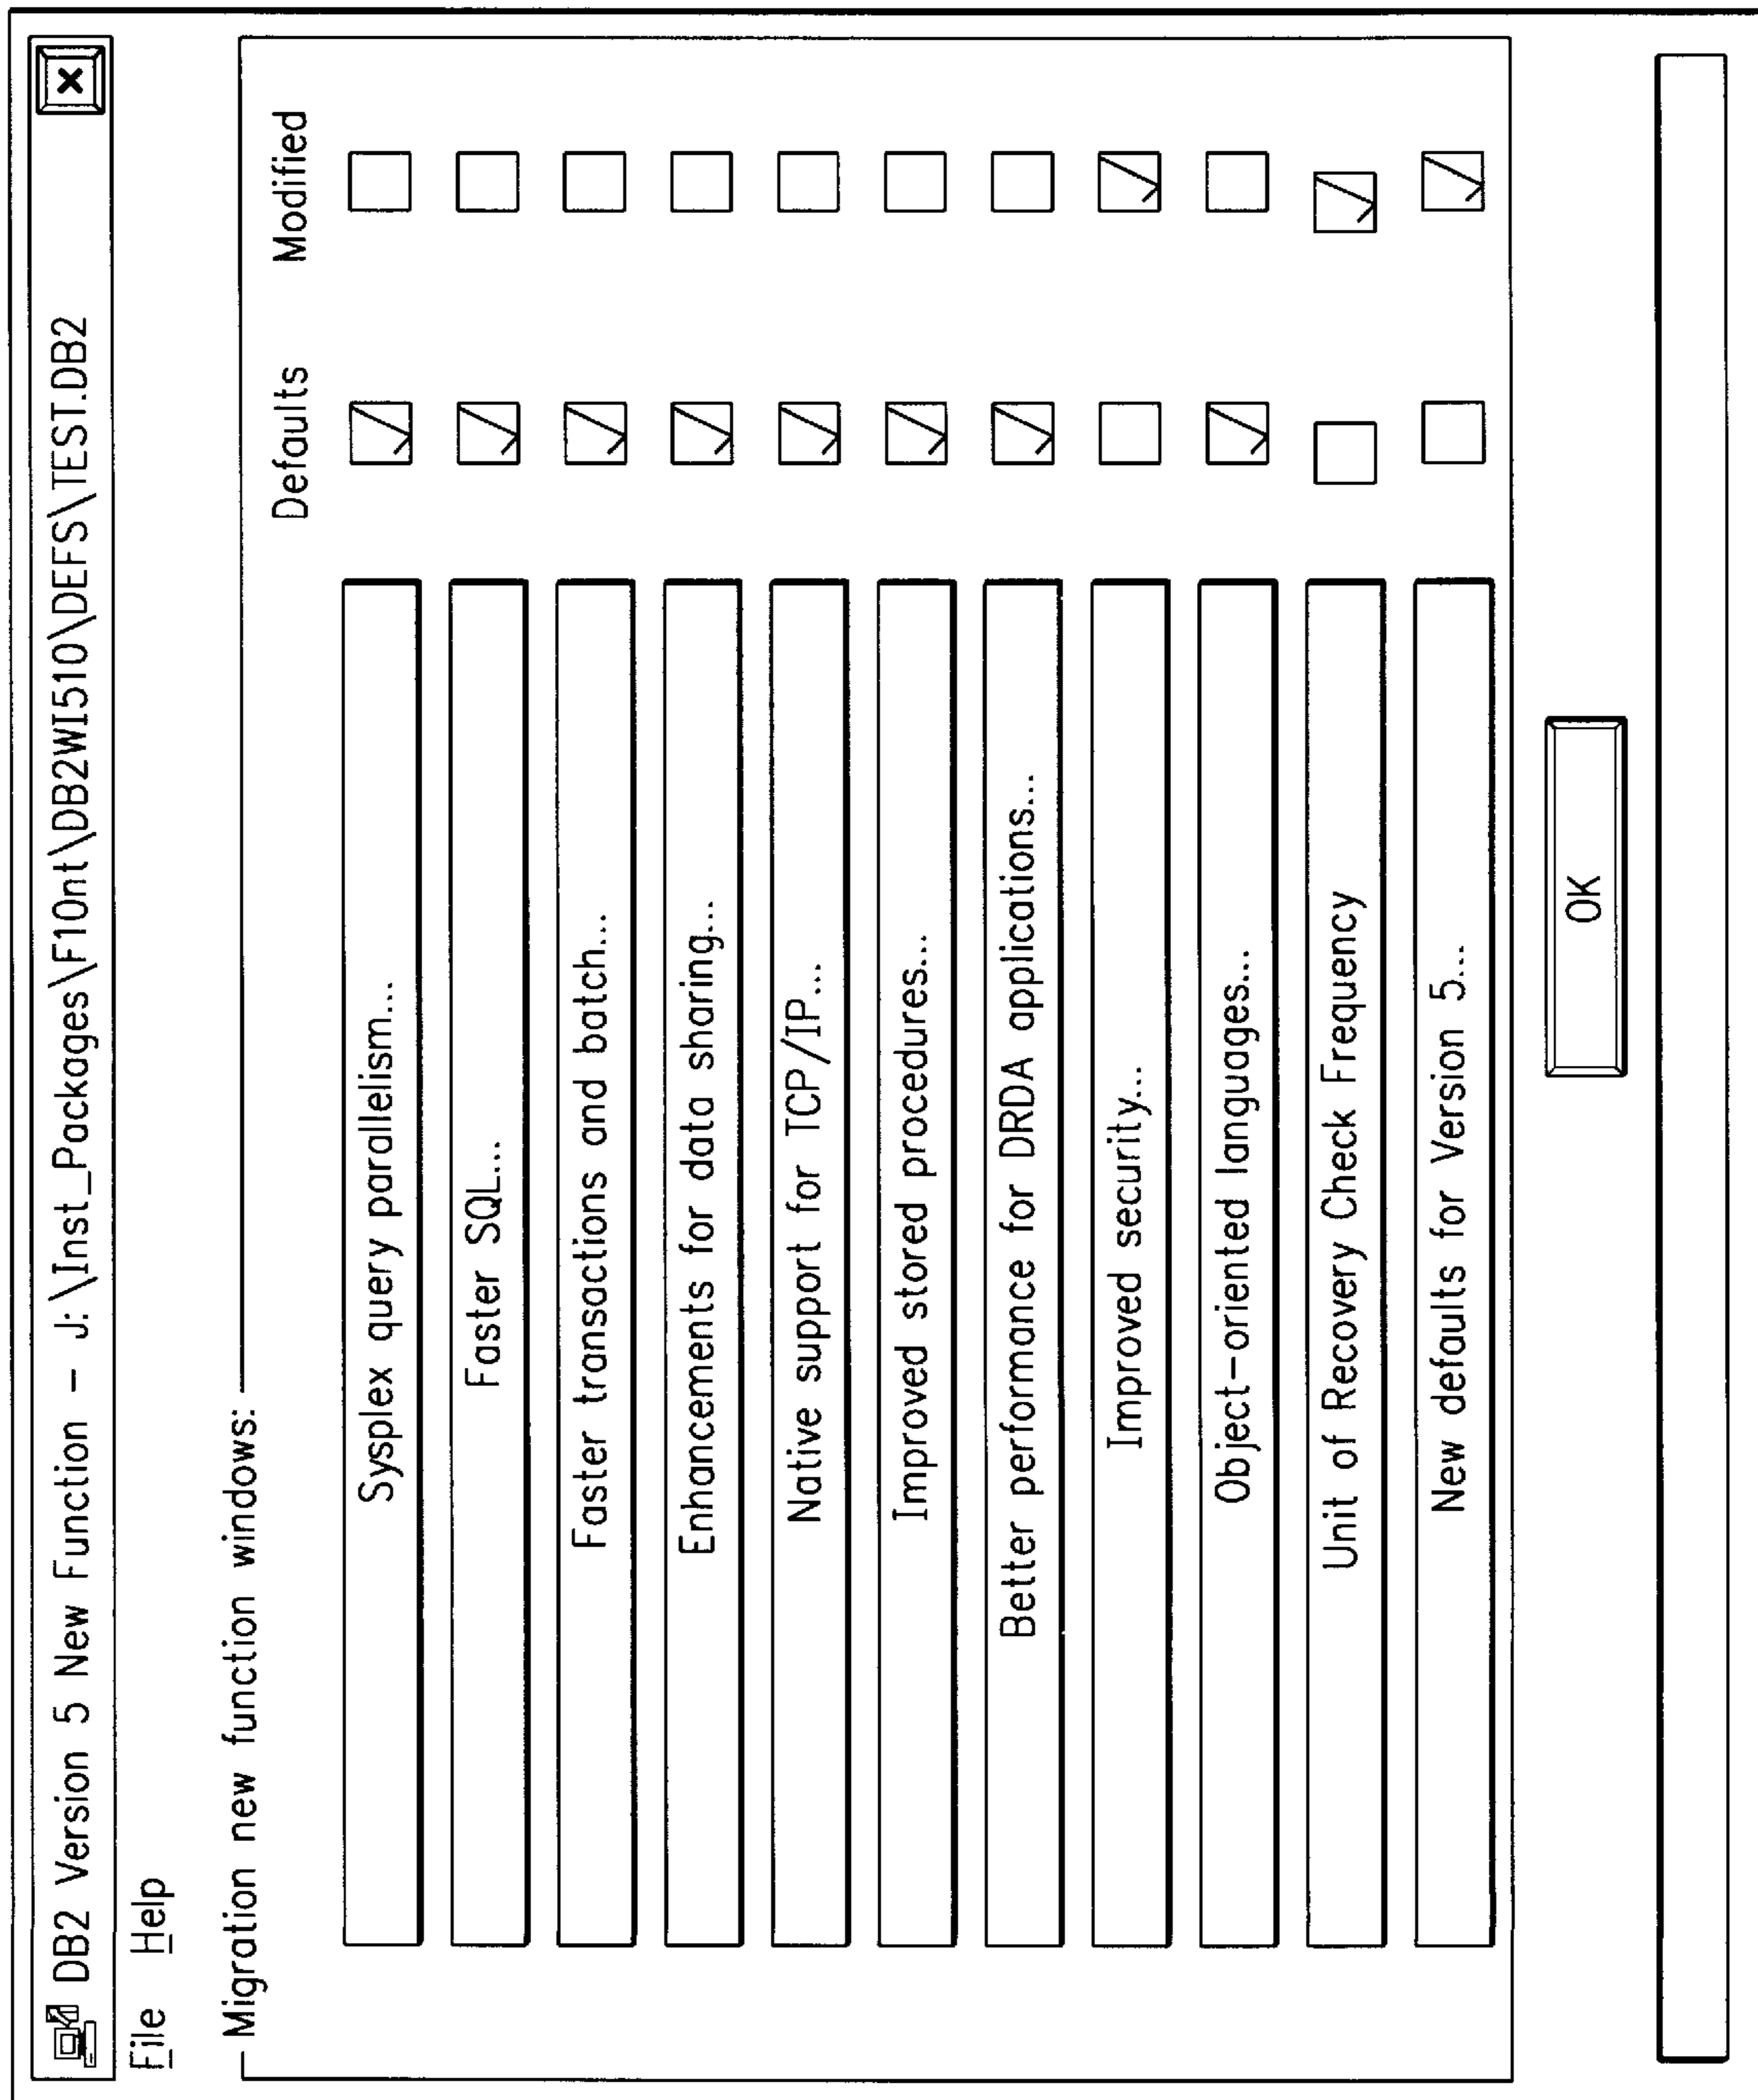 DB2 Version 5 New Function – J:\Inst_Packages\F10nt\DB2WI510\DEFS\TEST.DB2
File Help
Migration new function windows:
Defaults Modified
Sysplex query parallelism...
Faster SQL...
Faster transactions and batch...
Enhancements for data sharing...
Native support for TCP/IP...
Improved stored procedures...
Better performance for DRDA applications...
Improved security...
Object-oriented languages...
Unit of Recovery Check Frequency
New defaults for Version 5...
OK